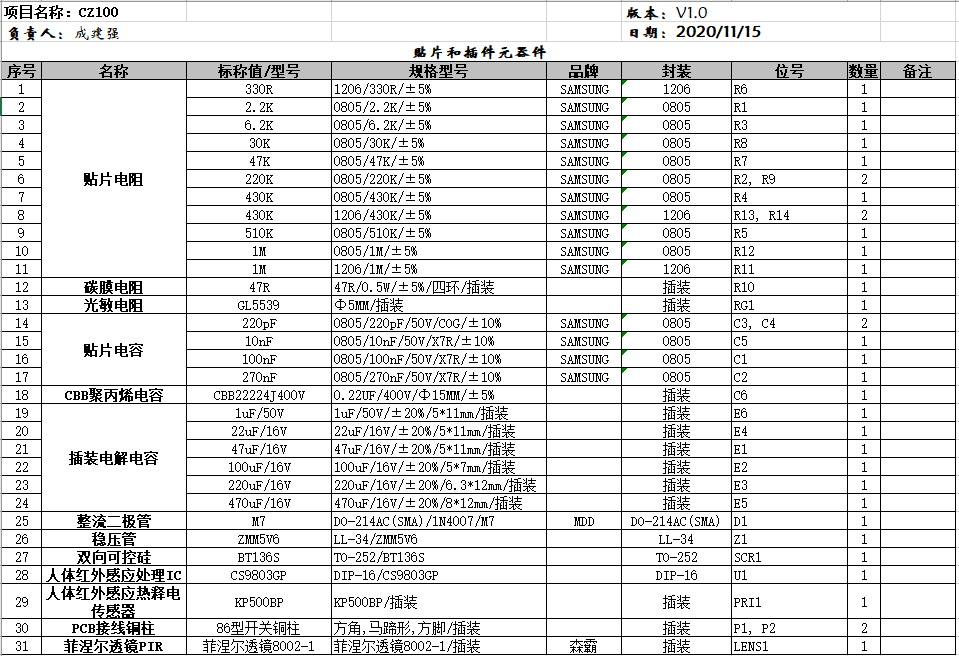 项目名称：CZ100 版本：V1.0
负责人：成建强 日期：2020/11/15
贴片和插件元器件
序号 名称 标称值/型号 规格型号 品牌 封装 位号 数量 备注
1 贴片电阻 330R 1206/330R/±5% SAMSUNG 1206 R6 1
2 2.2K 0805/2.2K/±5% SAMSUNG 0805 R1 1
3 6.2K 0805/6.2K/±5% SAMSUNG 0805 R3 1
4 30K 0805/30K/±5% SAMSUNG 0805 R8 1
5 47K 0805/47K/±5% SAMSUNG 0805 R7 1
6 220K 0805/220K/±5% SAMSUNG 0805 R2, R9 2
7 430K 0805/430K/±5% SAMSUNG 0805 R4 1
8 430K 1206/430K/±5% SAMSUNG 1206 R13, R14 2
9 510K 0805/510K/±5% SAMSUNG 0805 R5 1
10 1M 0805/1M/±5% SAMSUNG 0805 R12 1
11 1M 1206/1M/±5% SAMSUNG 1206 R11 1
12 碳膜电阻 47R 47R/0.5W/±5%/四环/插装 插装 R10 1
13 光敏电阻 GL5539 Φ5MM/插装 插装 RG1 1
14 贴片电容 220pF 0805/220pF/50V/COG/±10% SAMSUNG 0805 C3, C4 2
15 10nF 0805/10nF/50V/X7R/±10% SAMSUNG 0805 C5 1
16 100nF 0805/100nF/50V/X7R/±10% SAMSUNG 0805 C1 1
17 270nF 0805/270nF/50V/X7R/±10% SAMSUNG 0805 C2 1
18 CBB聚丙烯电容 CBB22224J400V 0.22UF/400V/Φ15MM/±5% 插装 C6 1
19 插装电解电容 1uF/50V 1uF/50V/±20%/5*11mm/插装 插装 E6 1
20 22uF/16V 22uF/16V/±20%/5*11mm/插装 插装 E4 1
21 47uF/16V 47uF/16V/±20%/5*11mm/插装 插装 E1 1
22 100uF/16V 100uF/16V/±20%/5*7mm/插装 插装 E2 1
23 220uF/16V 220uF/16V/±20%/6.3*12mm/插装 插装 E3 1
24 470uF/16V 470uF/16V/±20%/8*12mm/插装 插装 E5 1
25 整流二极管 M7 DO-214AC(SMA)/1N4007/M7 MDD DO-214AC(SMA) D1 1
26 稳压管 ZMM5V6 LL-34/ZMM5V6 LL-34 Z1 1
27 双向可控硅 BT136S TO-252/BT136S TO-252 SCR1 1
28 人体红外感应处理IC CS9803GP DIP-16/CS9803GP DIP-16 U1 1
29 人体红外感应热释电传感器 KP500BP KP500BP/插装 插装 PRI1 1
30 PCB接线铜柱 86型开关铜柱 方角,马蹄形,方脚/插装 插装 P1, P2 2
31 菲涅尔透镜PIR 菲涅尔透镜8002-1 菲涅尔透镜8002-1/插装 森霸 插装 LENS1 1